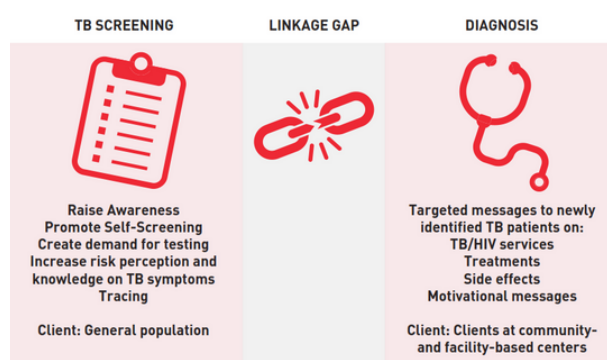 TB SCREENING
Raise Awareness
Promote Self-Screening
Create demand for testing
Increase risk perception and
knowledge on TB symptoms
Tracing
Client: General population
LINKAGE GAP
DIAGNOSIS
Targeted messages to newly
identified TB patients on:
TB/HIV services
Treatments
Side effects
Motivational messages
Client: Clients at community-
and facility-based centers